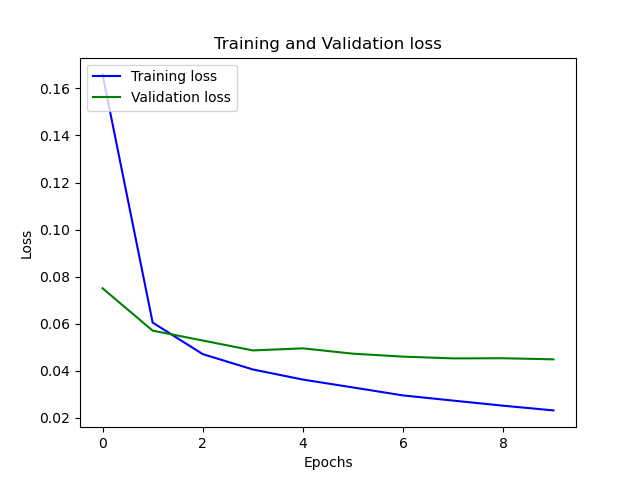 Training and Validation loss
Training loss
Validation loss
0.16
0.14
0.12
0.10
0.08
0.06
0.04
0.02
Loss
0 2 4 6 8
Epochs